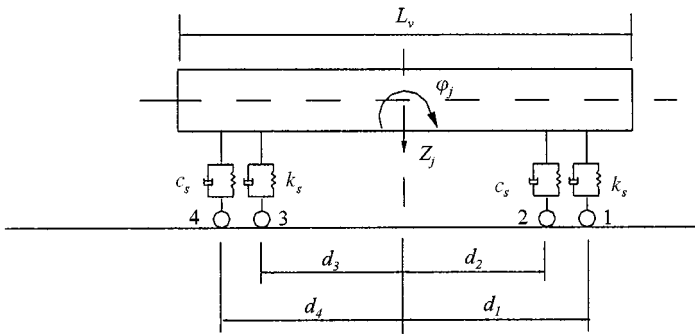 L_v
φ_j
Z_j
c_s k_s c_s k_s
4 3 2 1
d_3 d_2
d_4 d_1